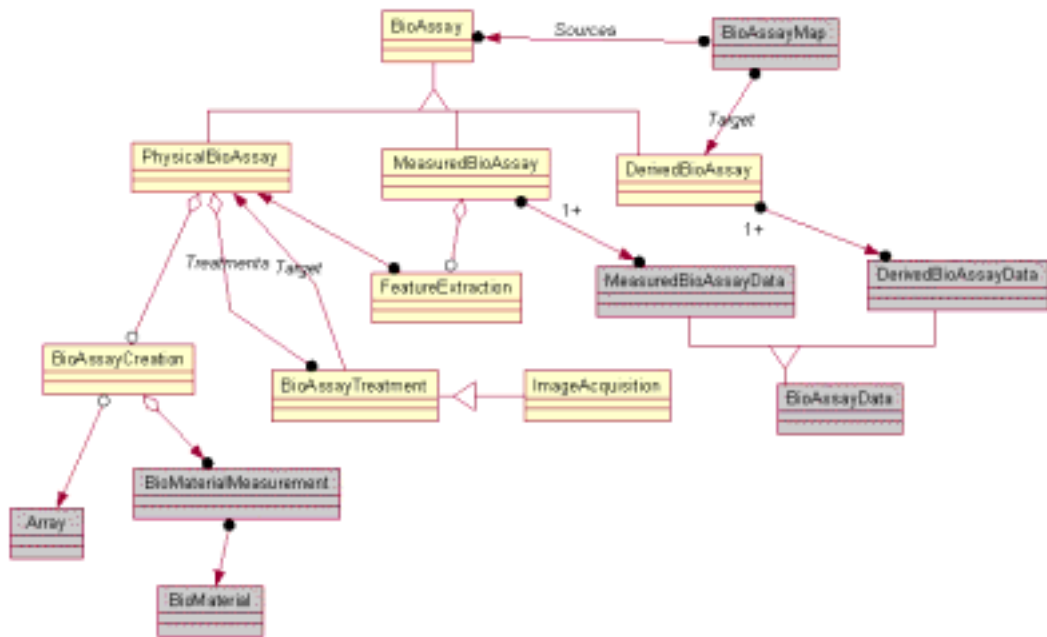 BioAssay
Sources
BioAssayMap
Target
PhysicalBioAssay
MeasuredBioAssay
DerivedBioAssay
1+
1+
Treatments
Target
FeatureExtraction
MeasuredBioAssayData
DerivedBioAssayData
BioAssayCreation
BioAssayTreatment
ImageAcquisition
BioAssayData
BioMaterialMeasurement
Array
BioMaterial